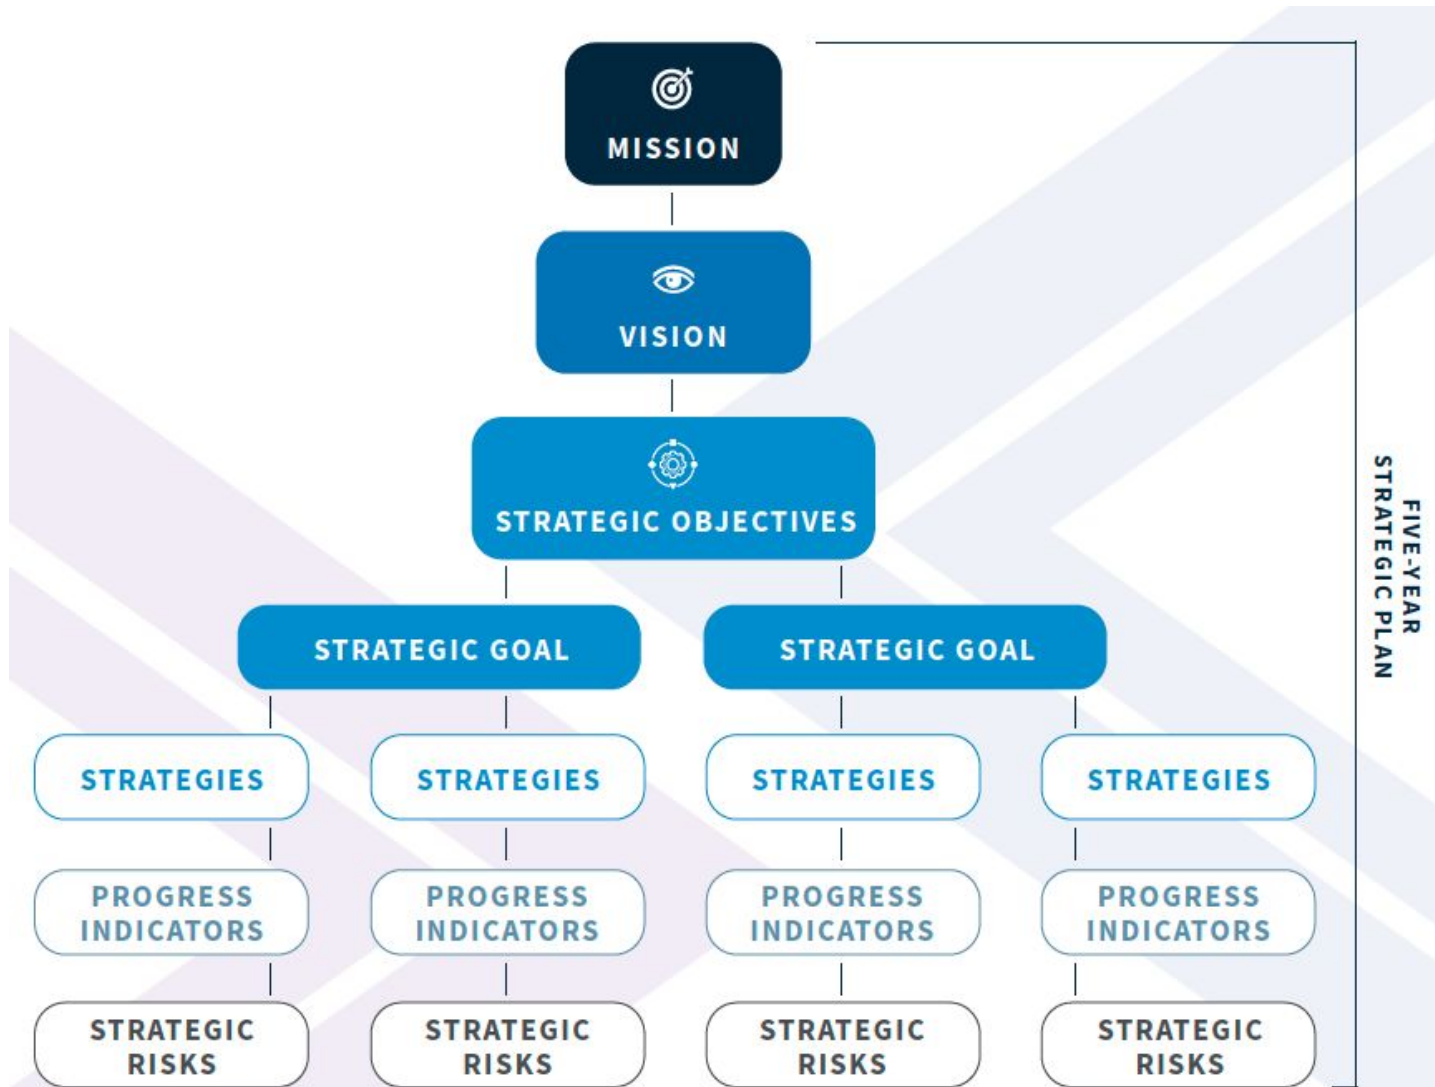 MISSION
VISION
STRATEGIC OBJECTIVES
STRATEGIC GOAL
STRATEGIC GOAL
STRATEGIES
STRATEGIES
STRATEGIES
STRATEGIES
PROGRESS
INDICATORS
PROGRESS
INDICATORS
PROGRESS
INDICATORS
PROGRESS
INDICATORS
STRATEGIC
RISKS
STRATEGIC
RISKS
STRATEGIC
RISKS
STRATEGIC
RISKS
FIVE-YEAR
STRATEGIC PLAN